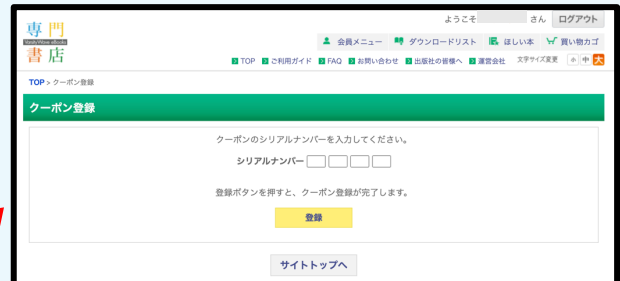 専門
書店
ようこそ さん ログアウト
会員メニュー ダウンロードリスト ほしい本 買い物カゴ
TOP ご利用ガイド FAQ お問い合わせ 出版社の皆様へ 運営会社 文字サイズ変更 小 中 大
TOP > クーポン登録
クーポン登録
クーポンのシリアルナンバーを入力してください。
シリアルナンバー
登録ボタンを押すと、クーポン登録が完了します。
登録
サイトトップへ